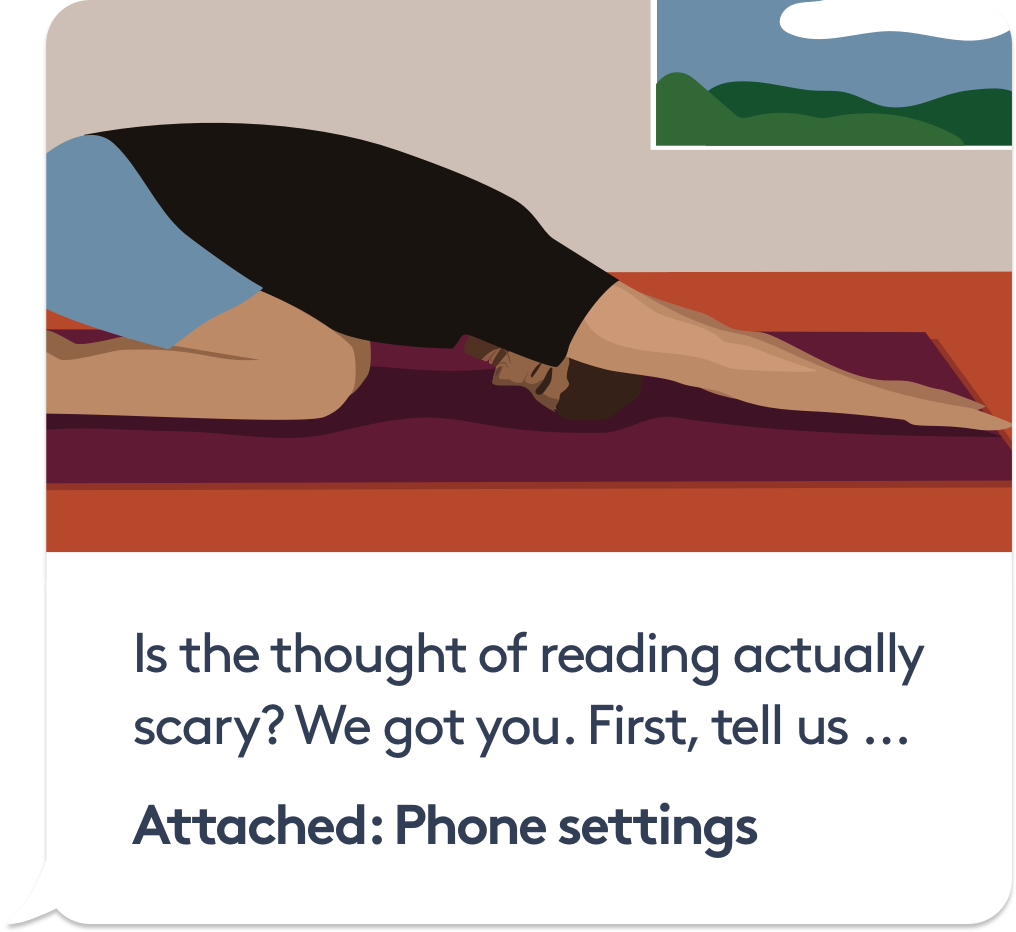 Is the thought of reading actually
scary? We got you. First, tell us ...
Attached: Phone settings